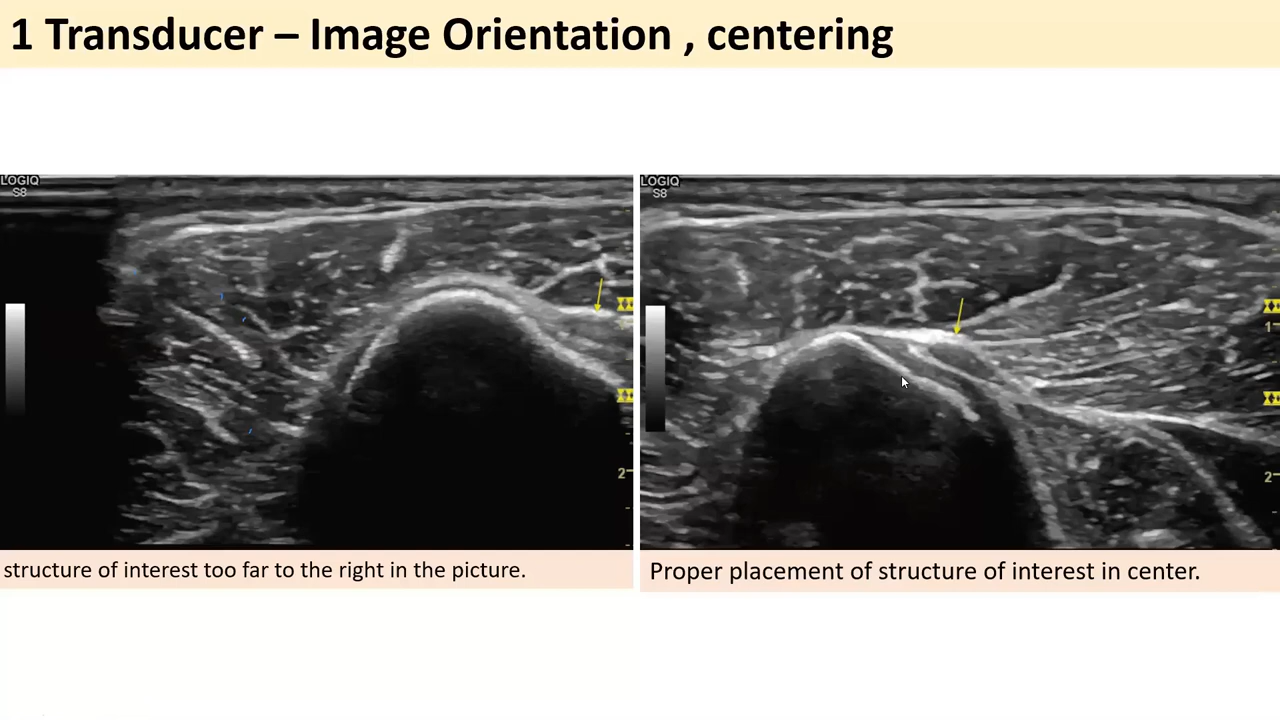 1 Transducer – Image Orientation , centering
LOGIQ
S8
2
structure of interest too far to the right in the picture.
LOGIQ
S8
1
2
Proper placement of structure of interest in center.